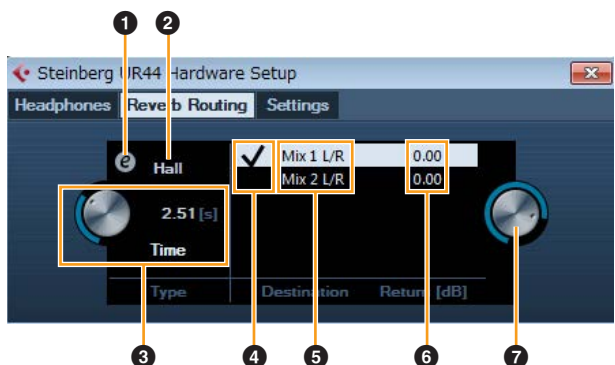 1 2
Steinberg UR44 Hardware Setup
Headphones Reverb Routing Settings
e Hall Mix 1 L/R 0.00
Mix 2 L/R 0.00
2.51 [s]
Time
Type Destination Return [dB]
3 4 5 6 7